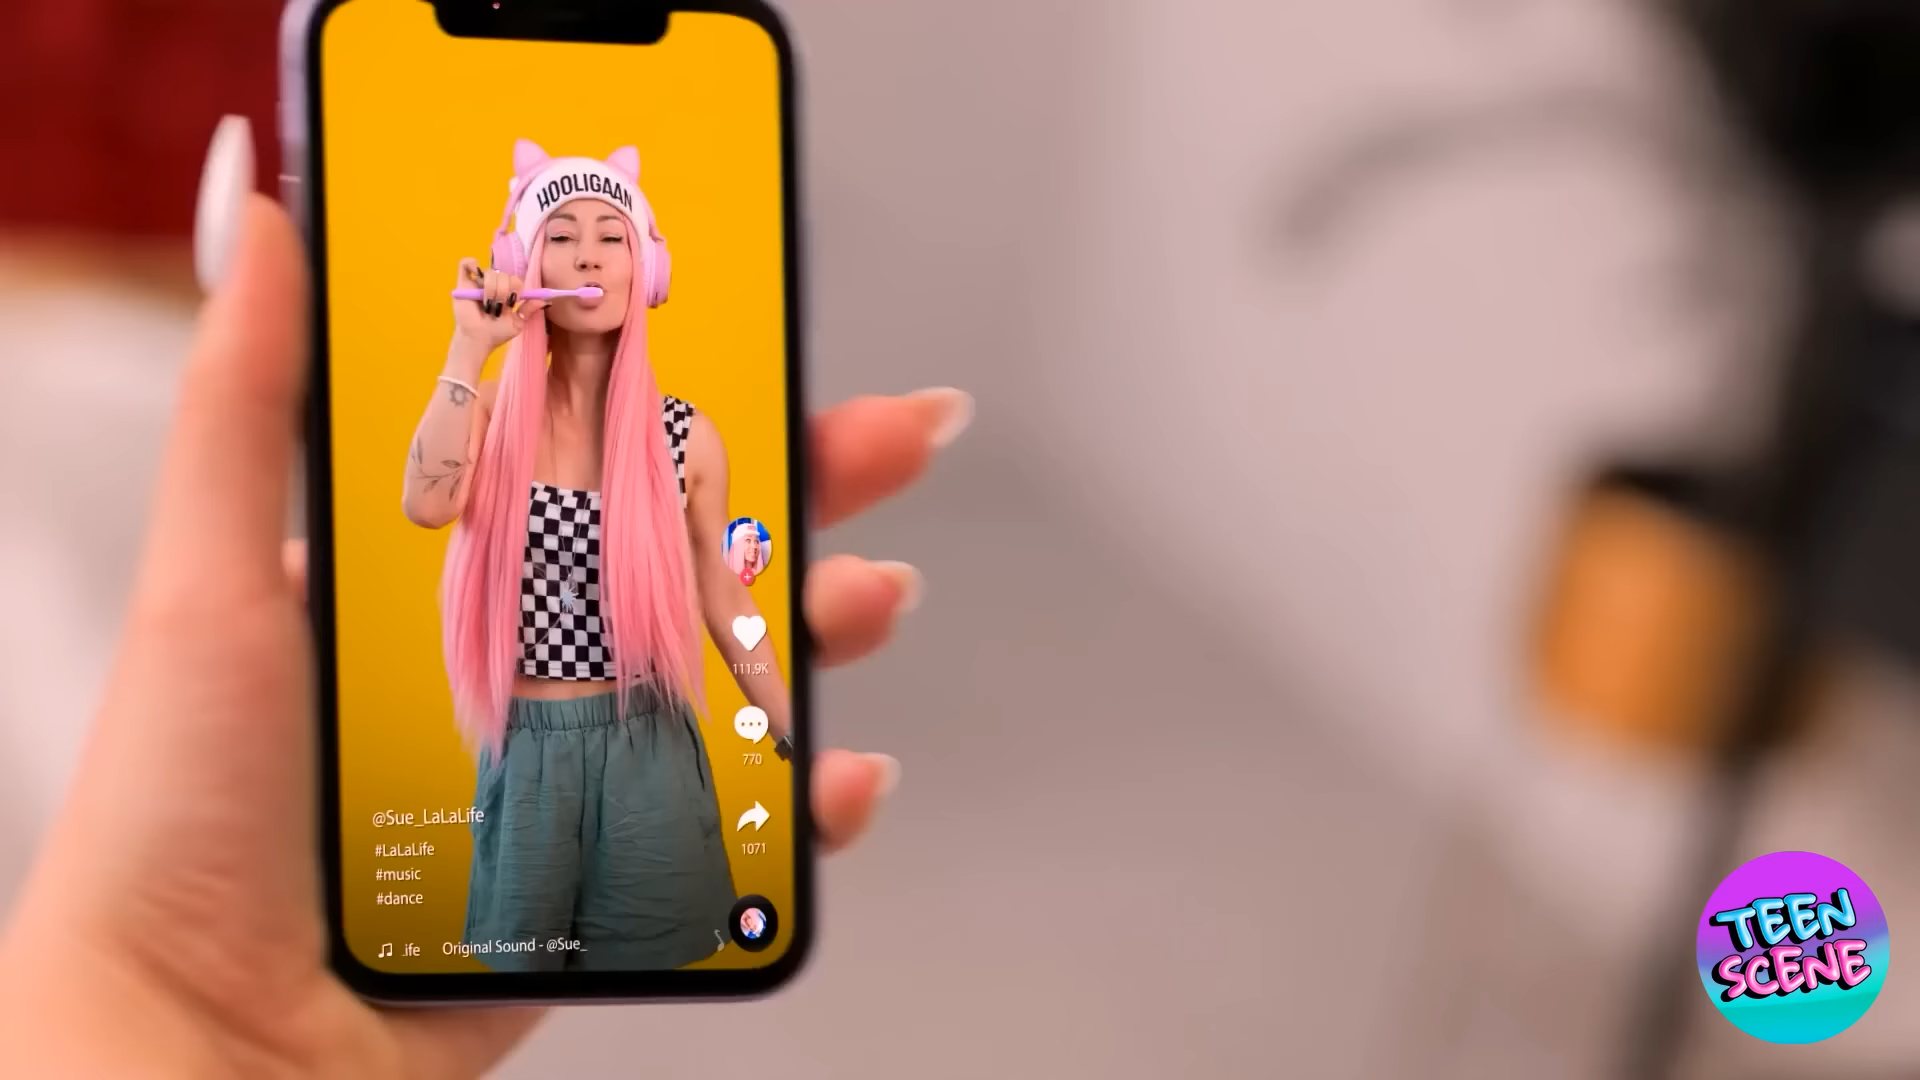 HOOLIGAAN
111.9K
770
1071
@Sue_LaLaLife
#LaLaLife
#music
#dance
.ife Original Sound - @Sue_
TEEN
SCENE